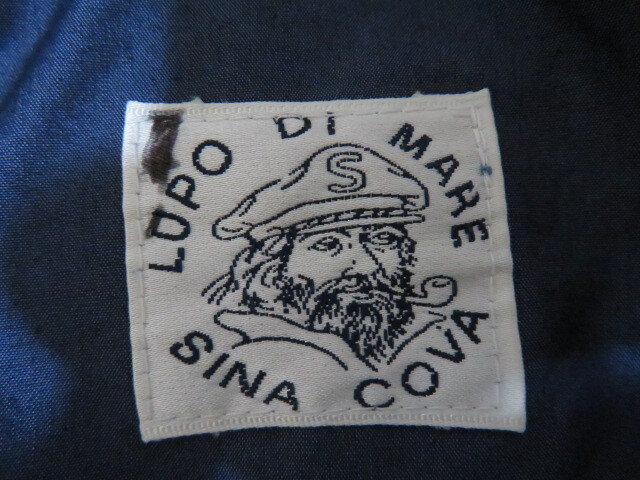 LUPO DI MARE
S
SINA COVA